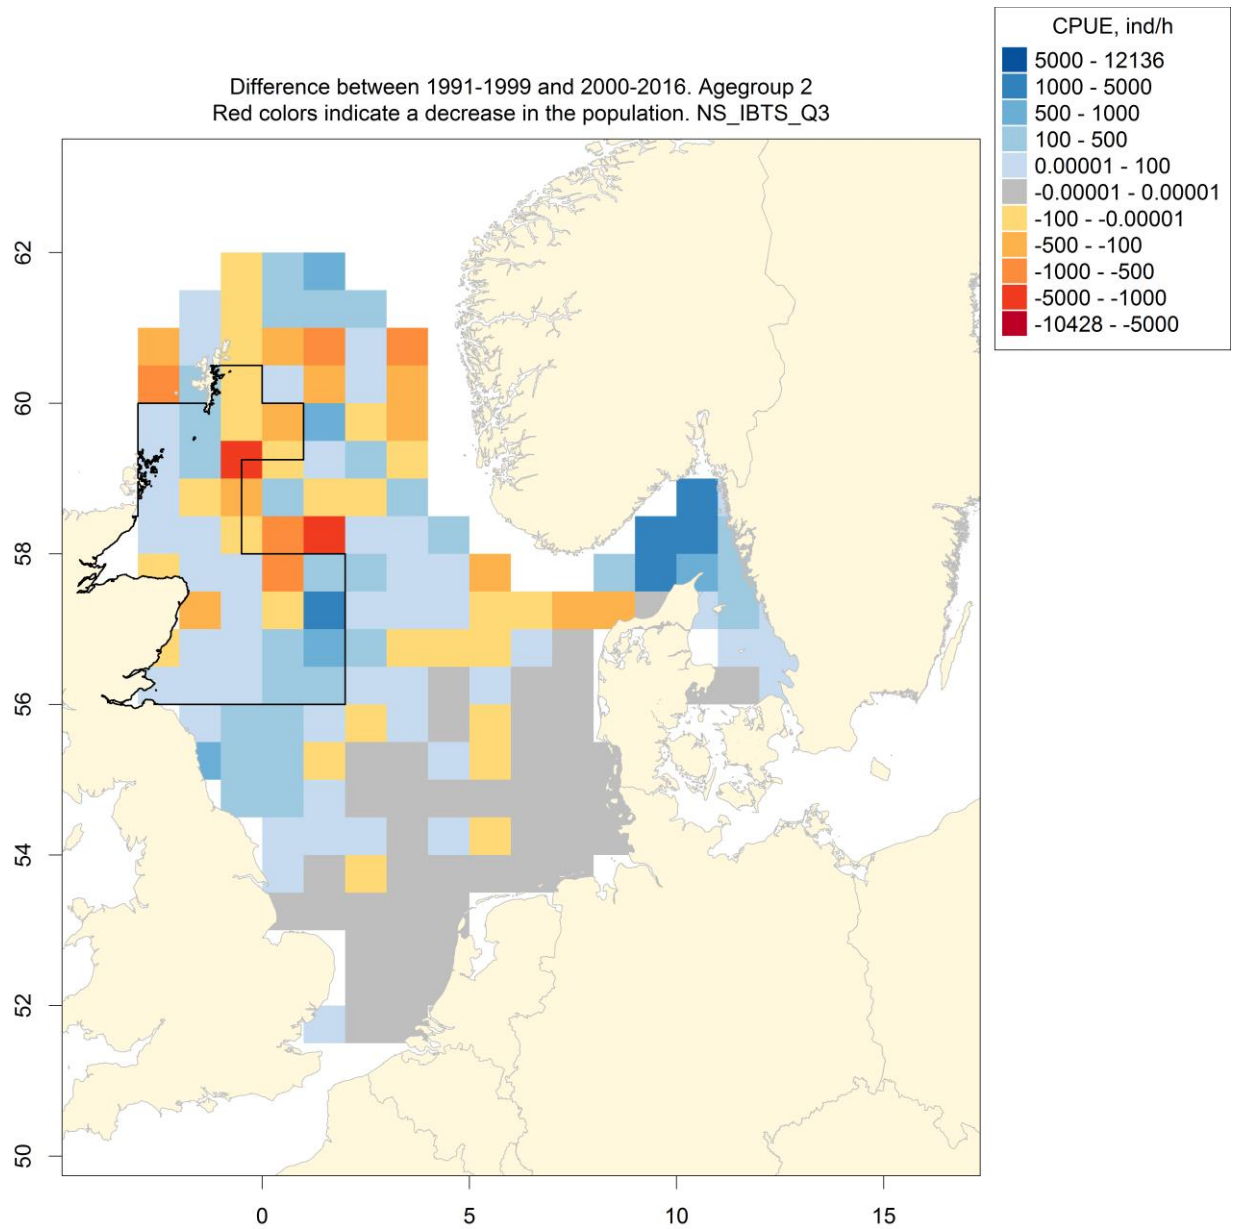 CPUE, ind/h
5000 - 12136
1000 - 5000
500 - 1000
100 - 500
0.00001 - 100
-0.00001 - 0.00001
-100 - -0.00001
-500 - -100
-1000 - -500
-5000 - -1000
-10428 - -5000
Difference between 1991-1999 and 2000-2016. Agegroup 2
Red colors indicate a decrease in the population. NS_IBTS_Q3
62
60
58
56
54
52
50
0 5 10 15